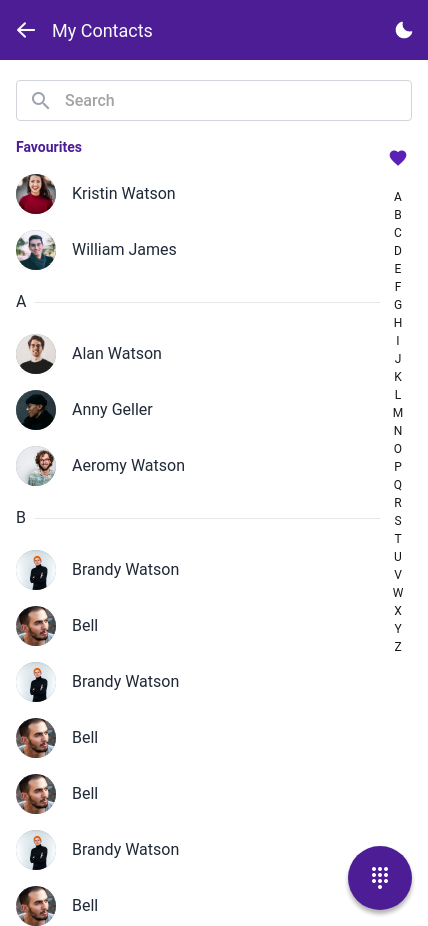 My Contacts
Search
Favourites
Kristin Watson
William James
A
Alan Watson
Anny Geller
Aeromy Watson
B
Brandy Watson
Bell
Brandy Watson
Bell
Bell
Brandy Watson
Bell
A
B
C
D
E
F
G
H
I
J
K
L
M
N
O
P
Q
R
S
T
U
V
W
X
Y
Z